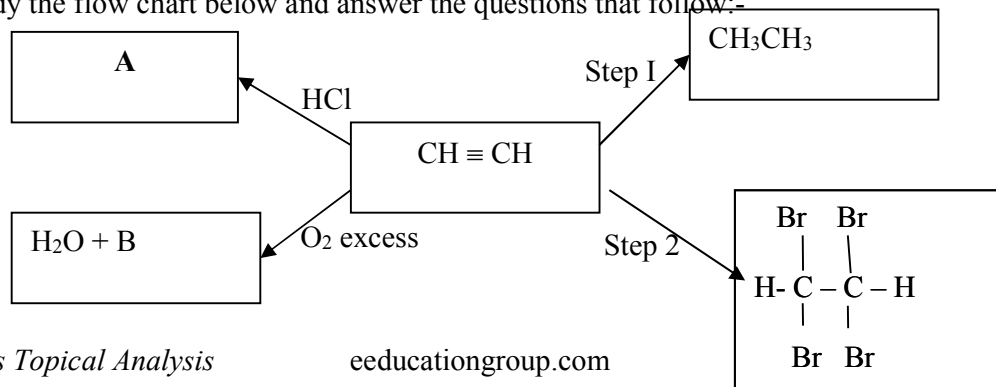 dy the flow chart below and answer the questions that follow:-
CH₃CH₃
A
Step I
HCl
CH ≡ CH
H₂O + B
O₂ excess
Step 2
Br Br
H- C – C – H
Br Br
s Topical Analysis eeducationgroup.com